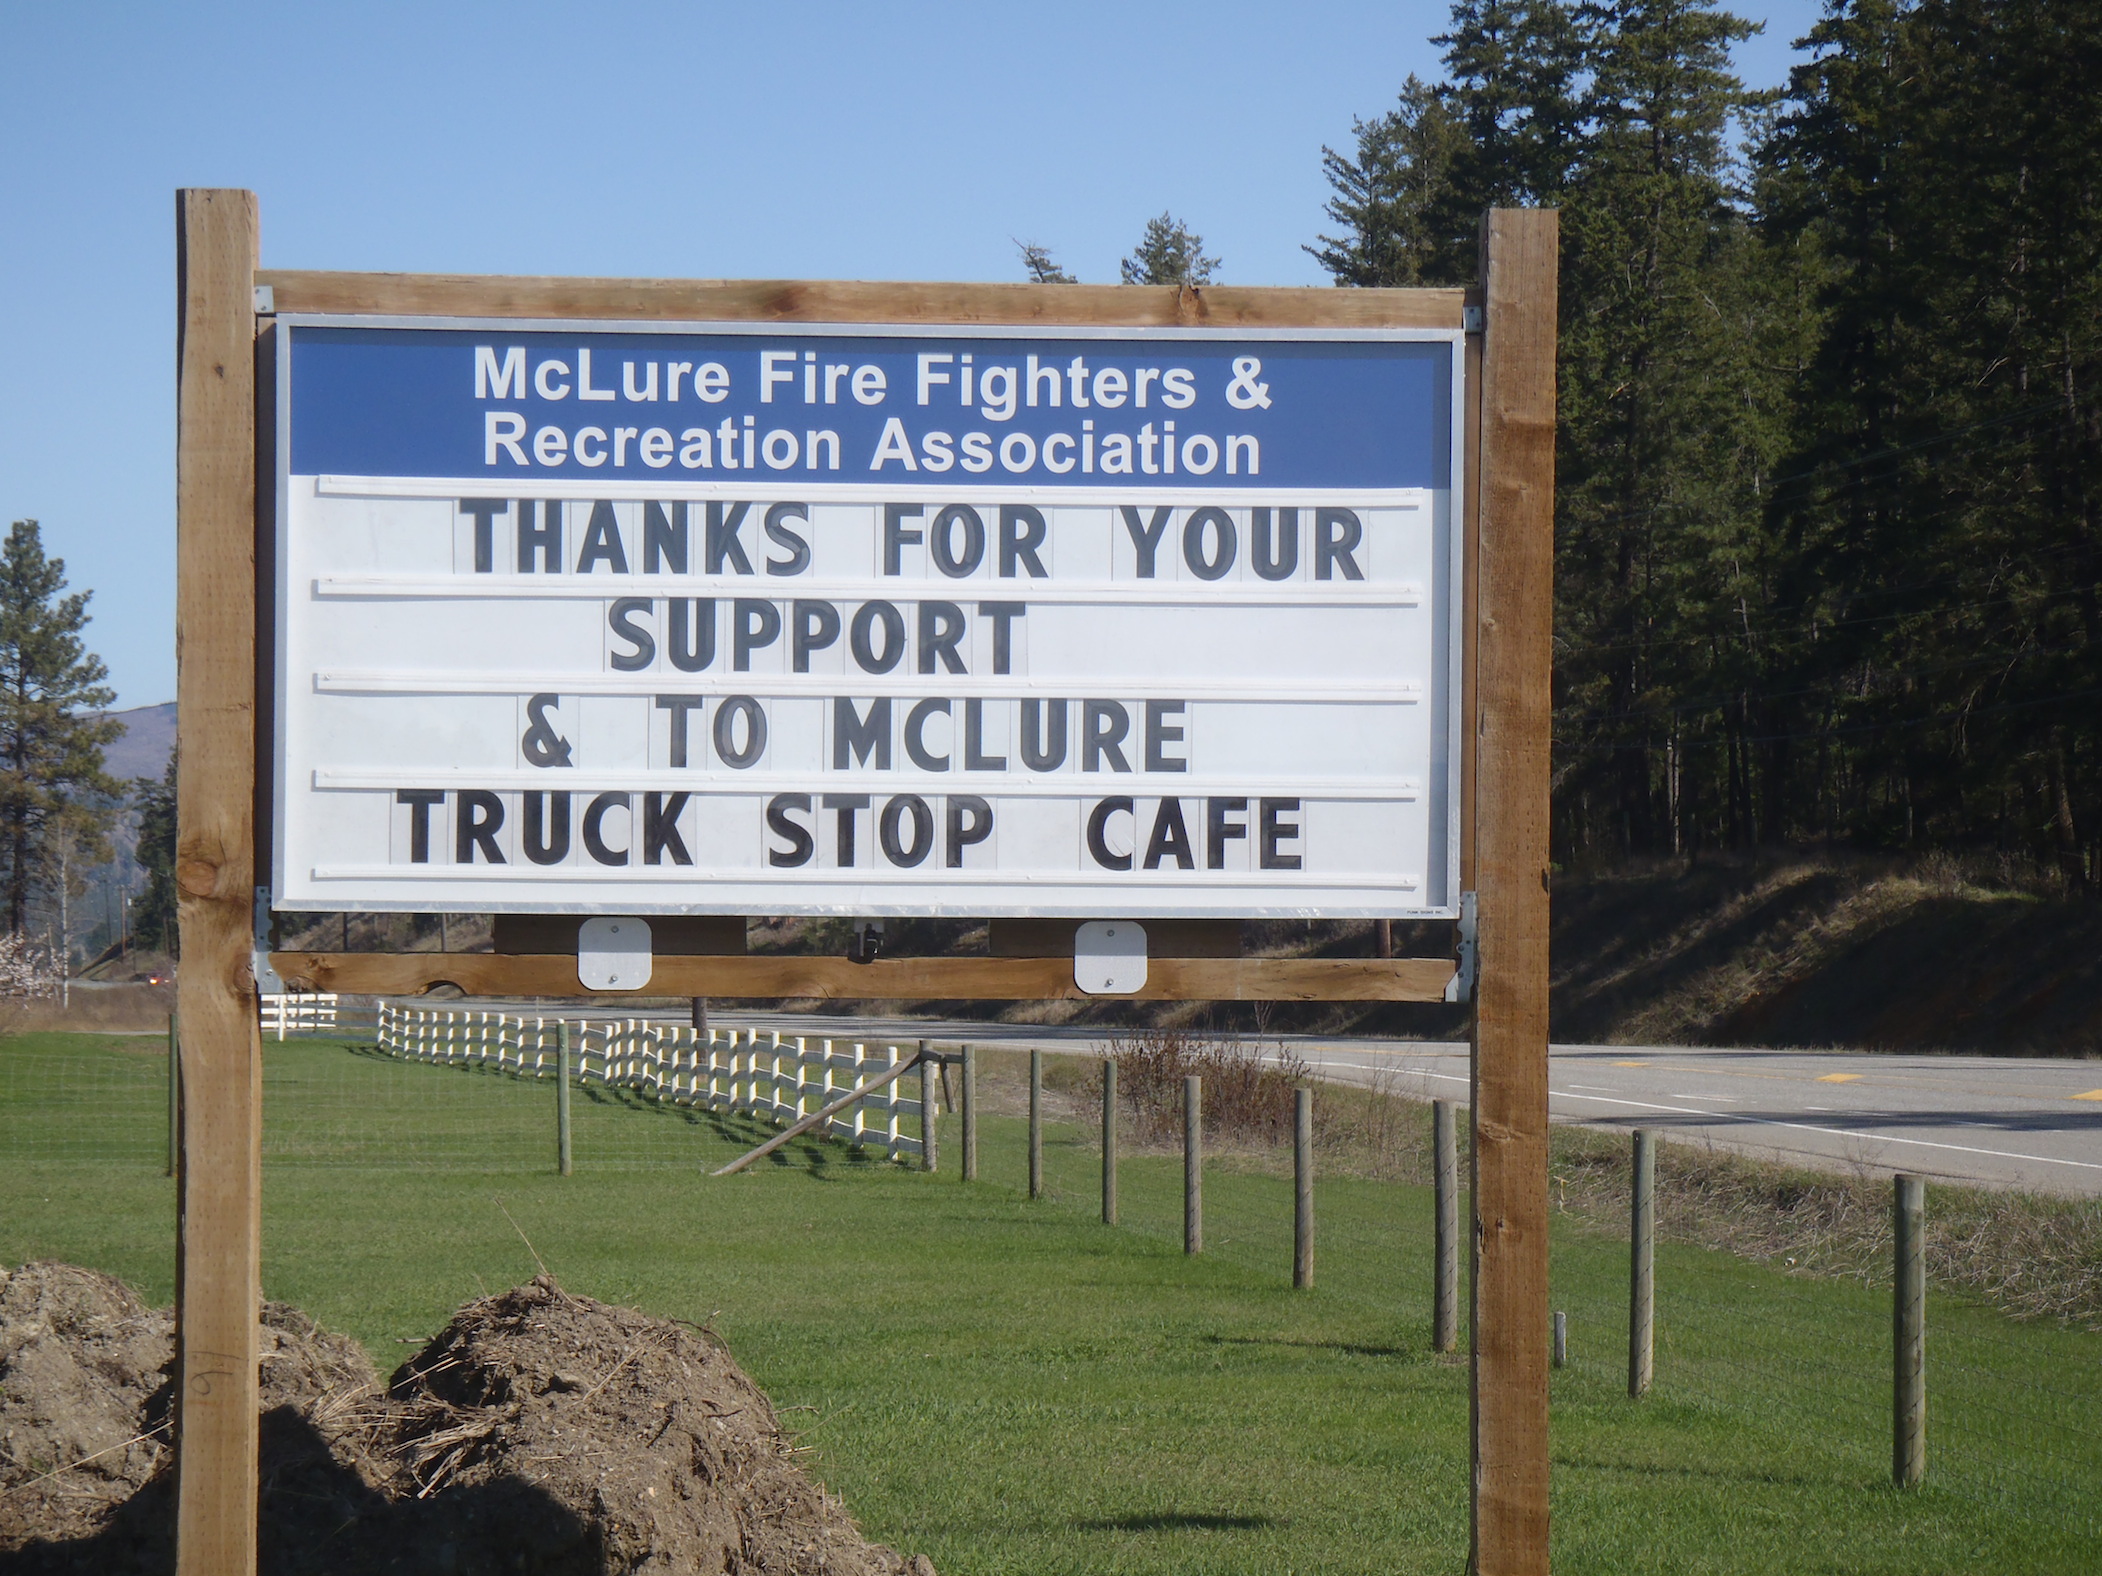 McLure Fire Fighters &
Recreation Association
THANKS FOR YOUR
SUPPORT
& TO MCLURE
TRUCK STOP CAFE